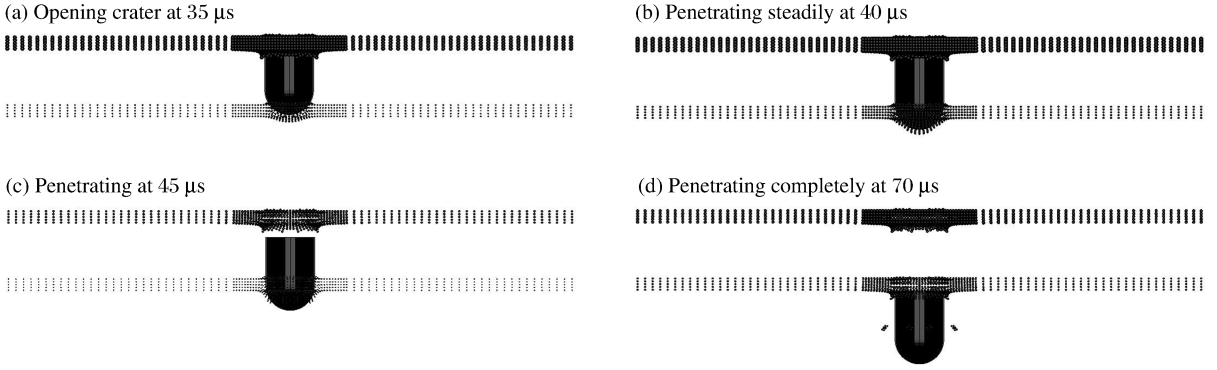 (a) Opening crater at 35 μs
(b) Penetrating steadily at 40 μs
(c) Penetrating at 45 μs
(d) Penetrating completely at 70 μs